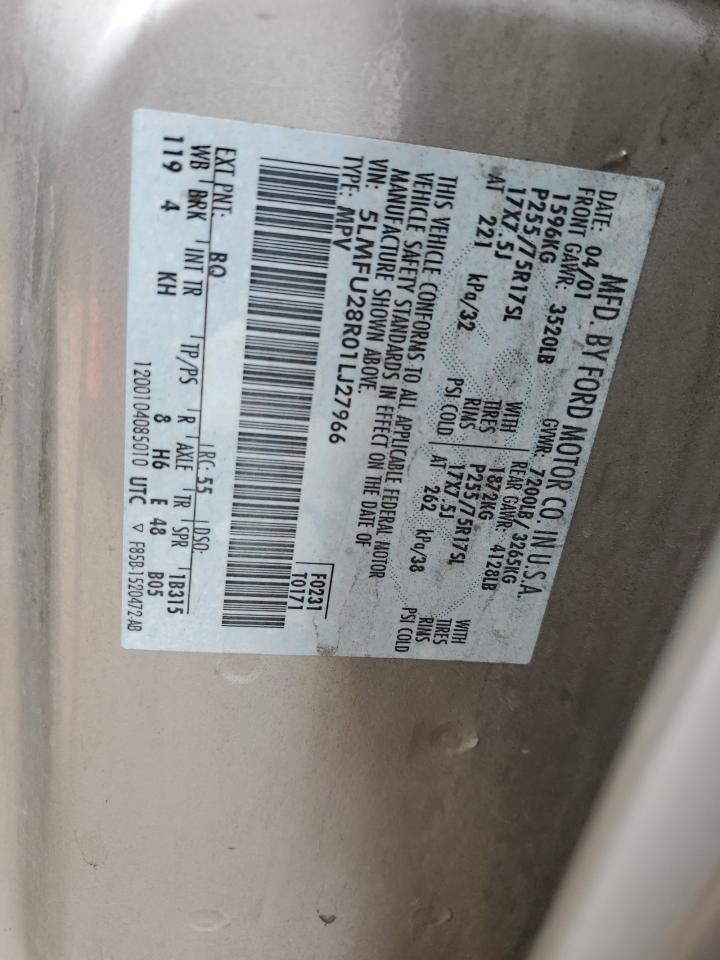 MFD. BY FORD MOTOR CO. IN U.S.A.
DATE: 04/01 GVWR: 7200LB/ 3265KG
FRONT GAWR: 3520LB REAR GAWR: 4128LB
1596KG WITH 1872KG WITH
P255/75R17SL TIRES P255/75R17SL TIRES
17X7.5J RIMS 17X7.5J RIMS
AT 221 kPa/32 PSI COLD AT 262 kPa/38 PSI COLD
THIS VEHICLE CONFORMS TO ALL APPLICABLE FEDERAL MOTOR
VEHICLE SAFETY STANDARDS IN EFFECT ON THE DATE OF
MANUFACTURE SHOWN ABOVE.
VIN: 5LMFU28R01LJ27966
TYPE: MPV
F0231
T0171
EXT PNT: BQ RC: 55 DSO:
WB BRK INT TR TP/PS R AXLE TR SPR 1B315
119 4 KH 8 H6 E 48 B05
1200104085010 UTC ▽ F85B-1520472-AB